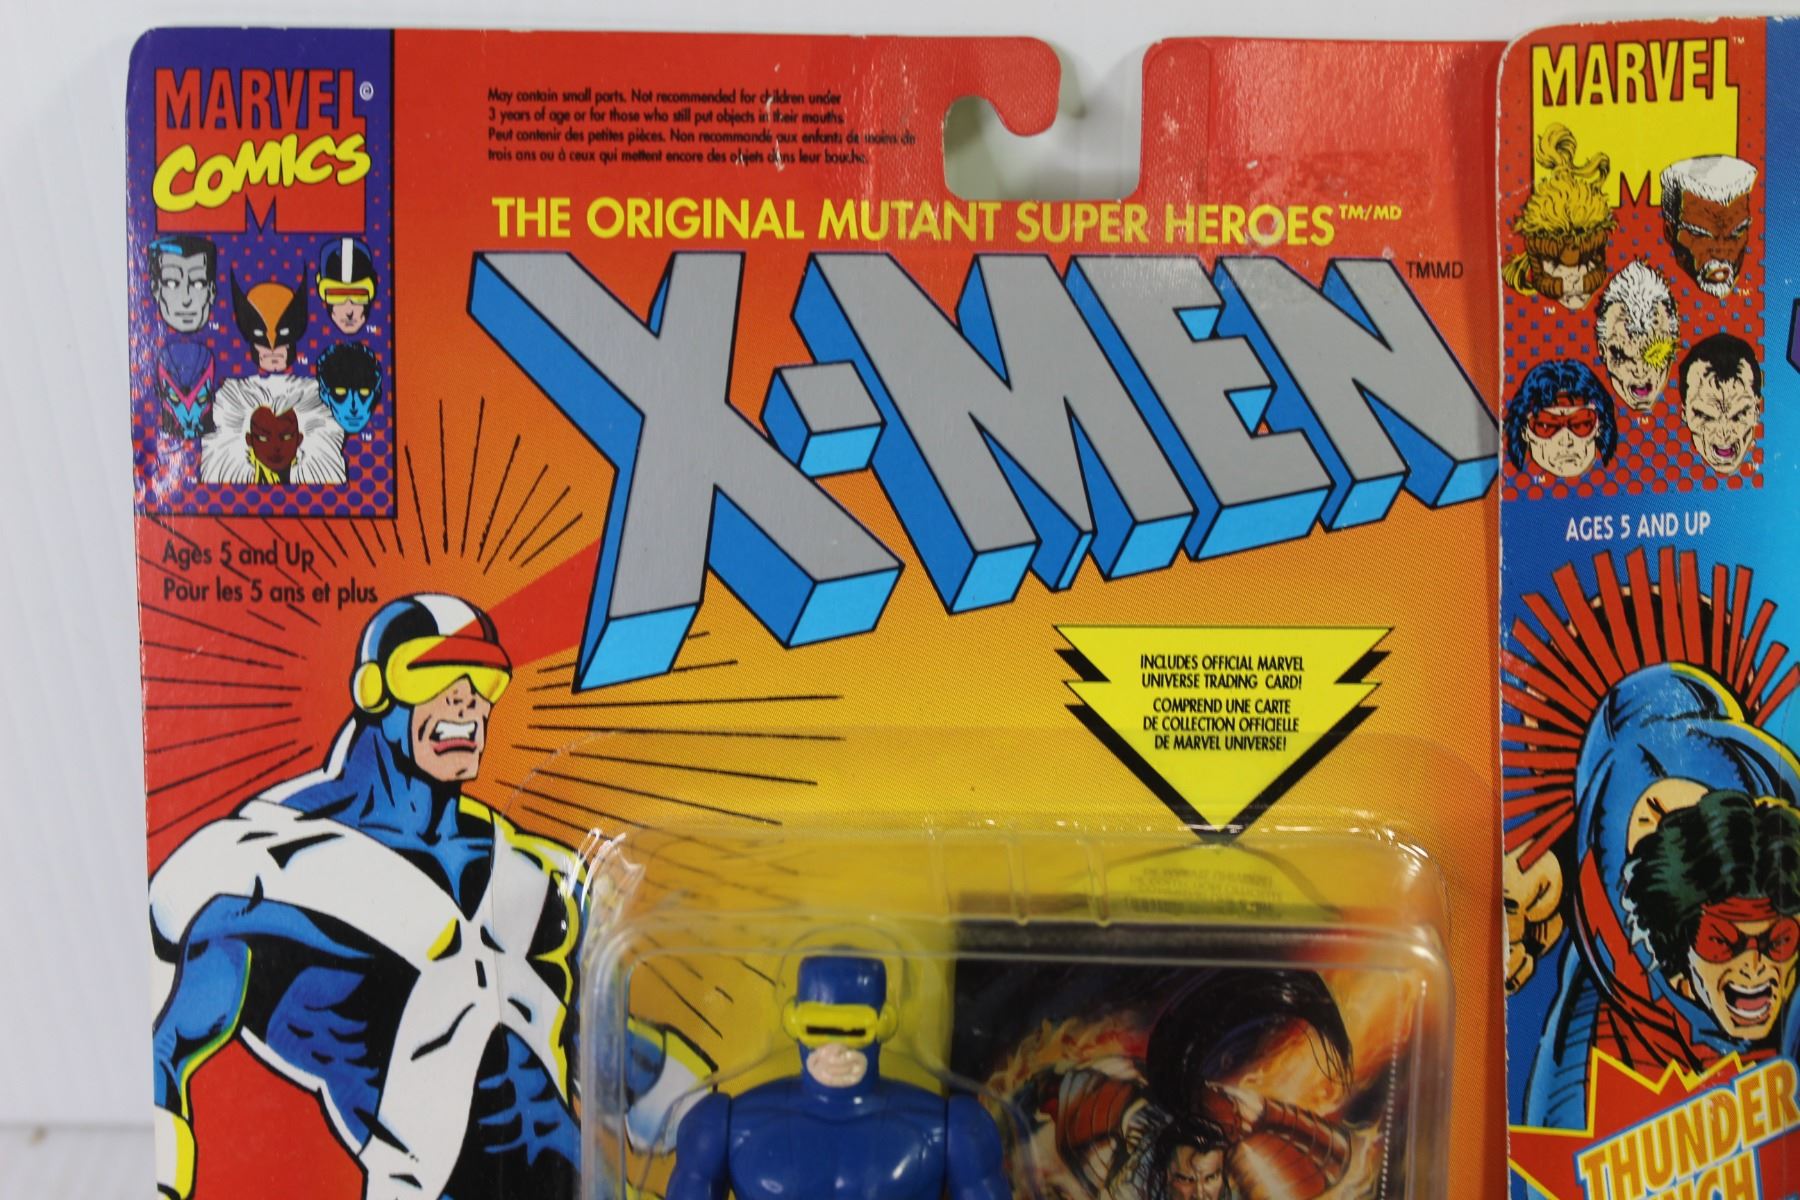 MARVEL©
COMICS
M
May contain small parts. Not recommended for children under
3 years of age or for those who still put objects in their mouths
Peut contenir des petites pièces. Non recommandé aux enfants de moins de
trois ans ou à ceux qui mettent encore des objets dans leur bouche.
THE ORIGINAL MUTANT SUPER HEROES™/MD
X-MEN
TM\MD
Ages 5 and Up
Pour les 5 ans et plus
INCLUDES OFFICIAL MARVEL
UNIVERSE TRADING CARD!
COMPREND UNE CARTE
DE COLLECTION OFFICIELLE
DE MARVEL UNIVERSE!
MARVEL™
M
AGES 5 AND UP
THUNDER